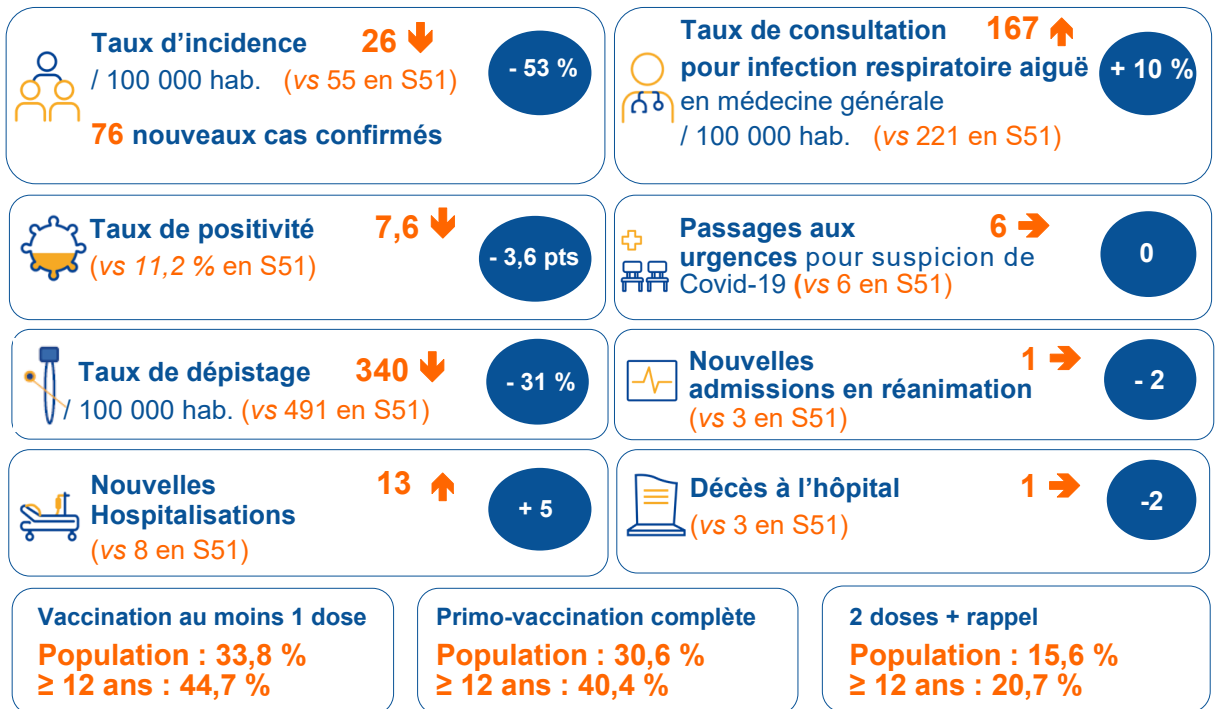 Taux d'incidence 26
/ 100 000 hab. (vs 55 en S51)
- 53 %
76 nouveaux cas confirmés
Taux de consultation 167
pour infection respiratoire aiguë
en médecine générale
/ 100 000 hab. (vs 221 en S51)
+ 10 %
Taux de positivité 7,6
(vs 11,2 % en S51)
- 3,6 pts
Passages aux 6
urgences pour suspicion de
Covid-19 (vs 6 en S51)
0
Taux de dépistage 340
/ 100 000 hab. (vs 491 en S51)
- 31 %
Nouvelles 1
admissions en réanimation
(vs 3 en S51)
- 2
Nouvelles 13
Hospitalisations
(vs 8 en S51)
+ 5
Décès à l'hôpital 1
(vs 3 en S51)
-2
Vaccination au moins 1 dose
Population : 33,8 %
≥ 12 ans : 44,7 %
Primo-vaccination complète
Population : 30,6 %
≥ 12 ans : 40,4 %
2 doses + rappel
Population : 15,6 %
≥ 12 ans : 20,7 %